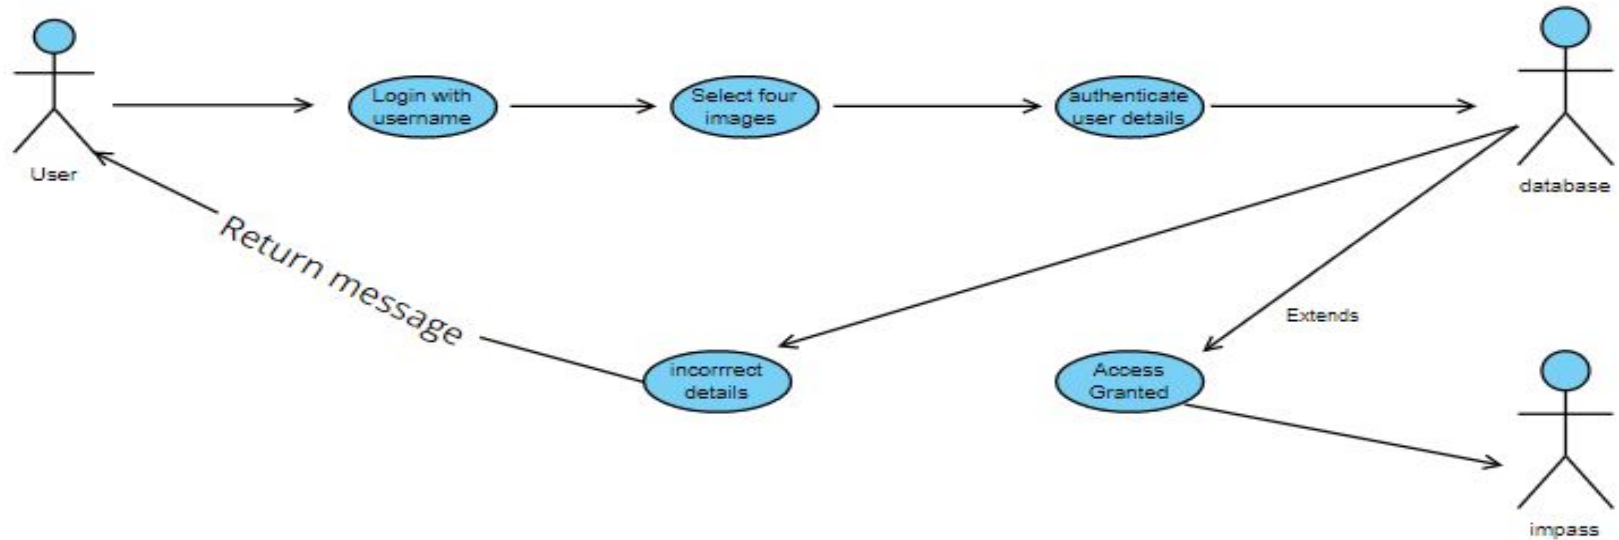 Login with
username
Select four
images
authenticate
user details
User
database
Return message
Extends
incorrrect
details
Access
Granted
impass